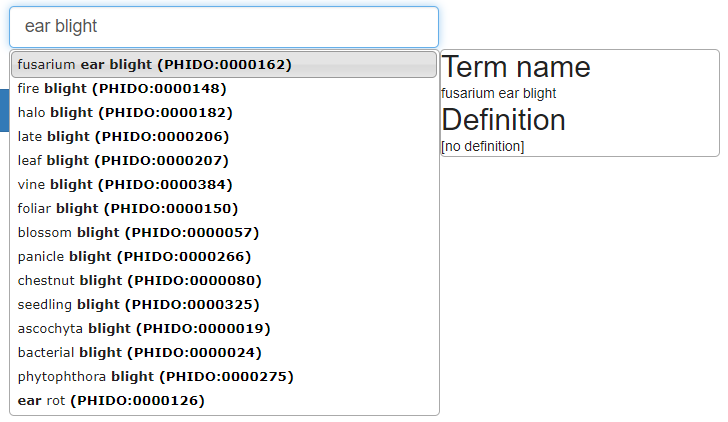 ear blight
fusarium ear blight (PHIDO:0000162)
fire blight (PHIDO:0000148)
halo blight (PHIDO:0000182)
late blight (PHIDO:0000206)
leaf blight (PHIDO:0000207)
vine blight (PHIDO:0000384)
foliar blight (PHIDO:0000150)
blossom blight (PHIDO:0000057)
panicle blight (PHIDO:0000266)
chestnut blight (PHIDO:0000080)
seedling blight (PHIDO:0000325)
ascochyta blight (PHIDO:0000019)
bacterial blight (PHIDO:0000024)
phytophthora blight (PHIDO:0000275)
ear rot (PHIDO:0000126)
Term name
fusarium ear blight
Definition
[no definition]